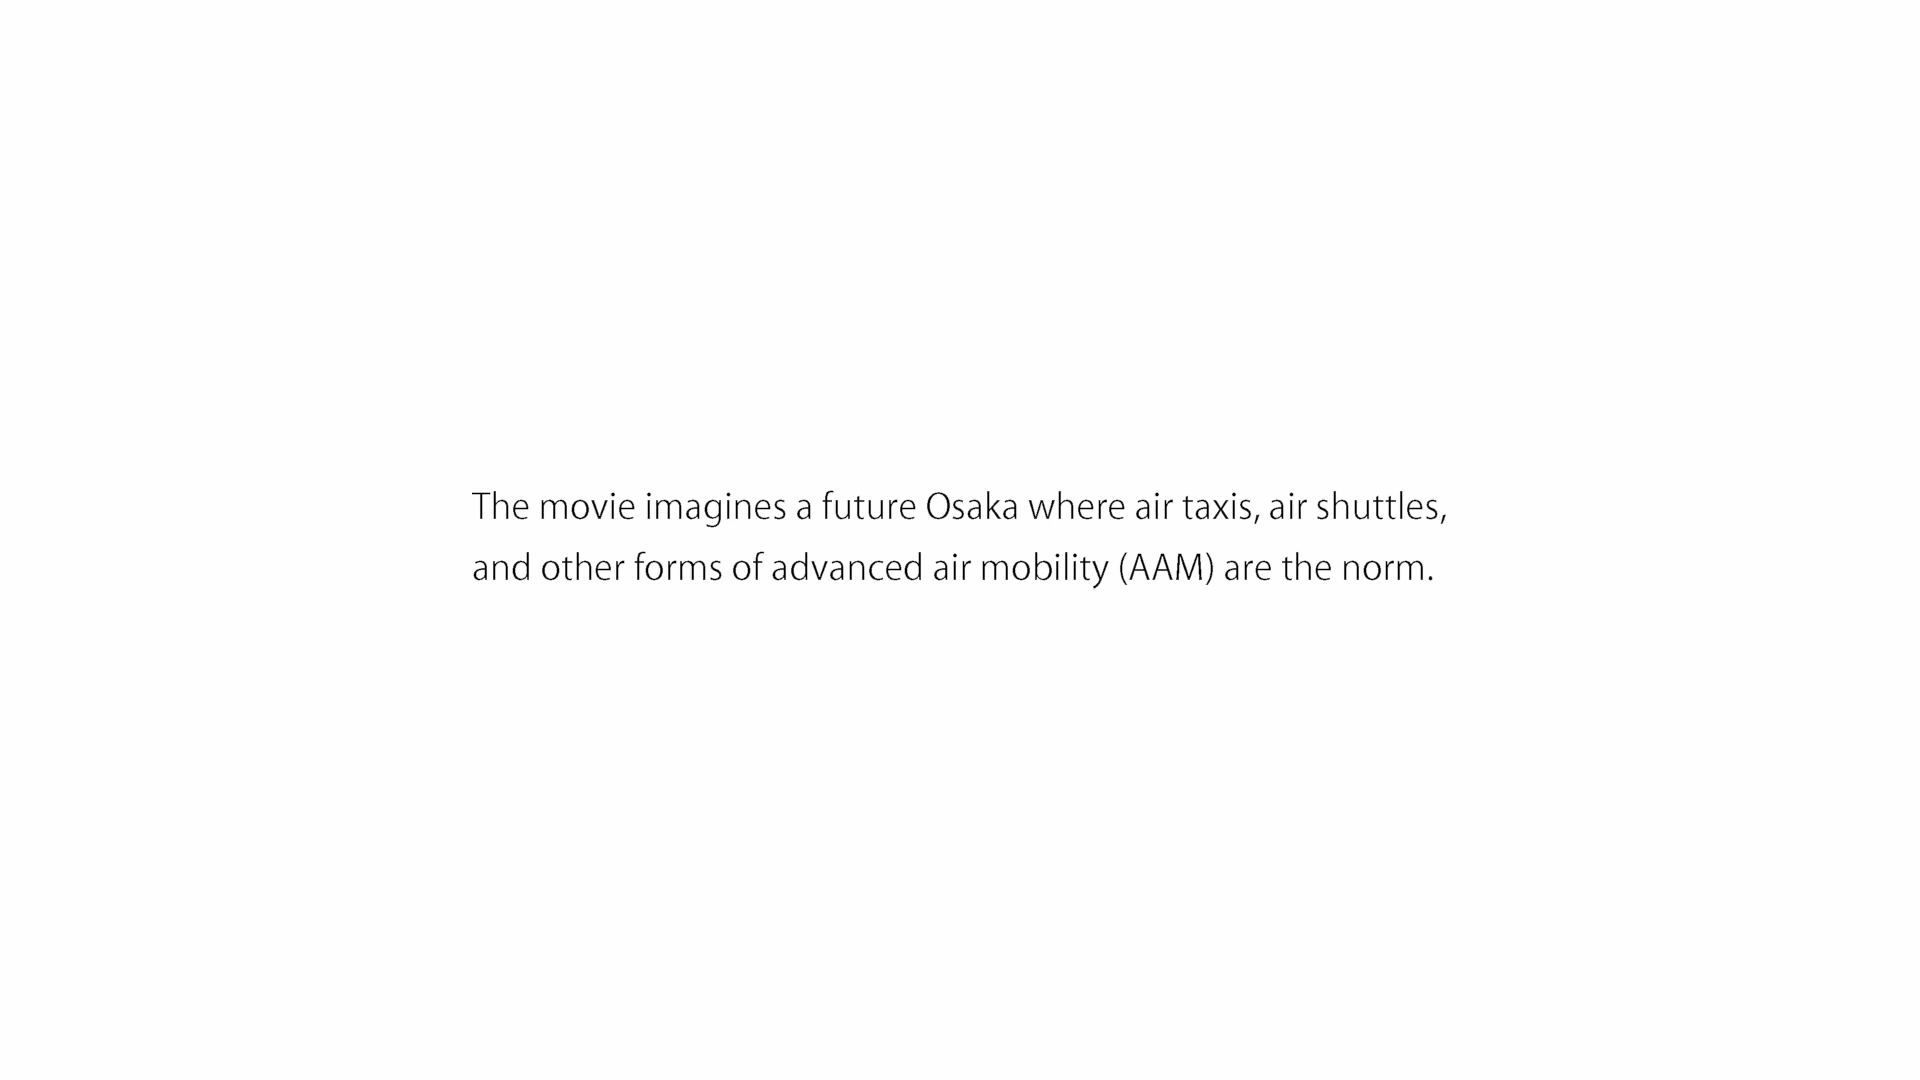 The movie imagines a future Osaka where air taxis, air shuttles,
and other forms of advanced air mobility (AAM) are the norm.